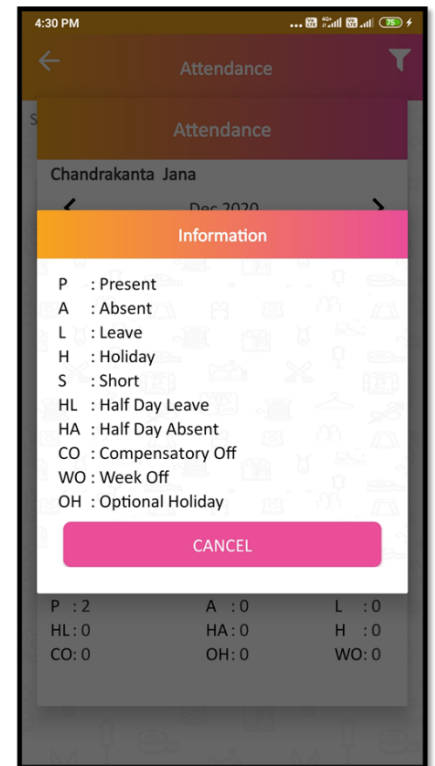 4:30 PM
75
Attendance
S
Attendance
Chandrakanta Jana
Dec 2020
Information
P : Present
A : Absent
L : Leave
H : Holiday
S : Short
HL : Half Day Leave
HA : Half Day Absent
CO : Compensatory Off
WO : Week Off
OH : Optional Holiday
CANCEL
P : 2 A : 0 L : 0
HL: 0 HA: 0 H : 0
CO: 0 OH: 0 WO: 0